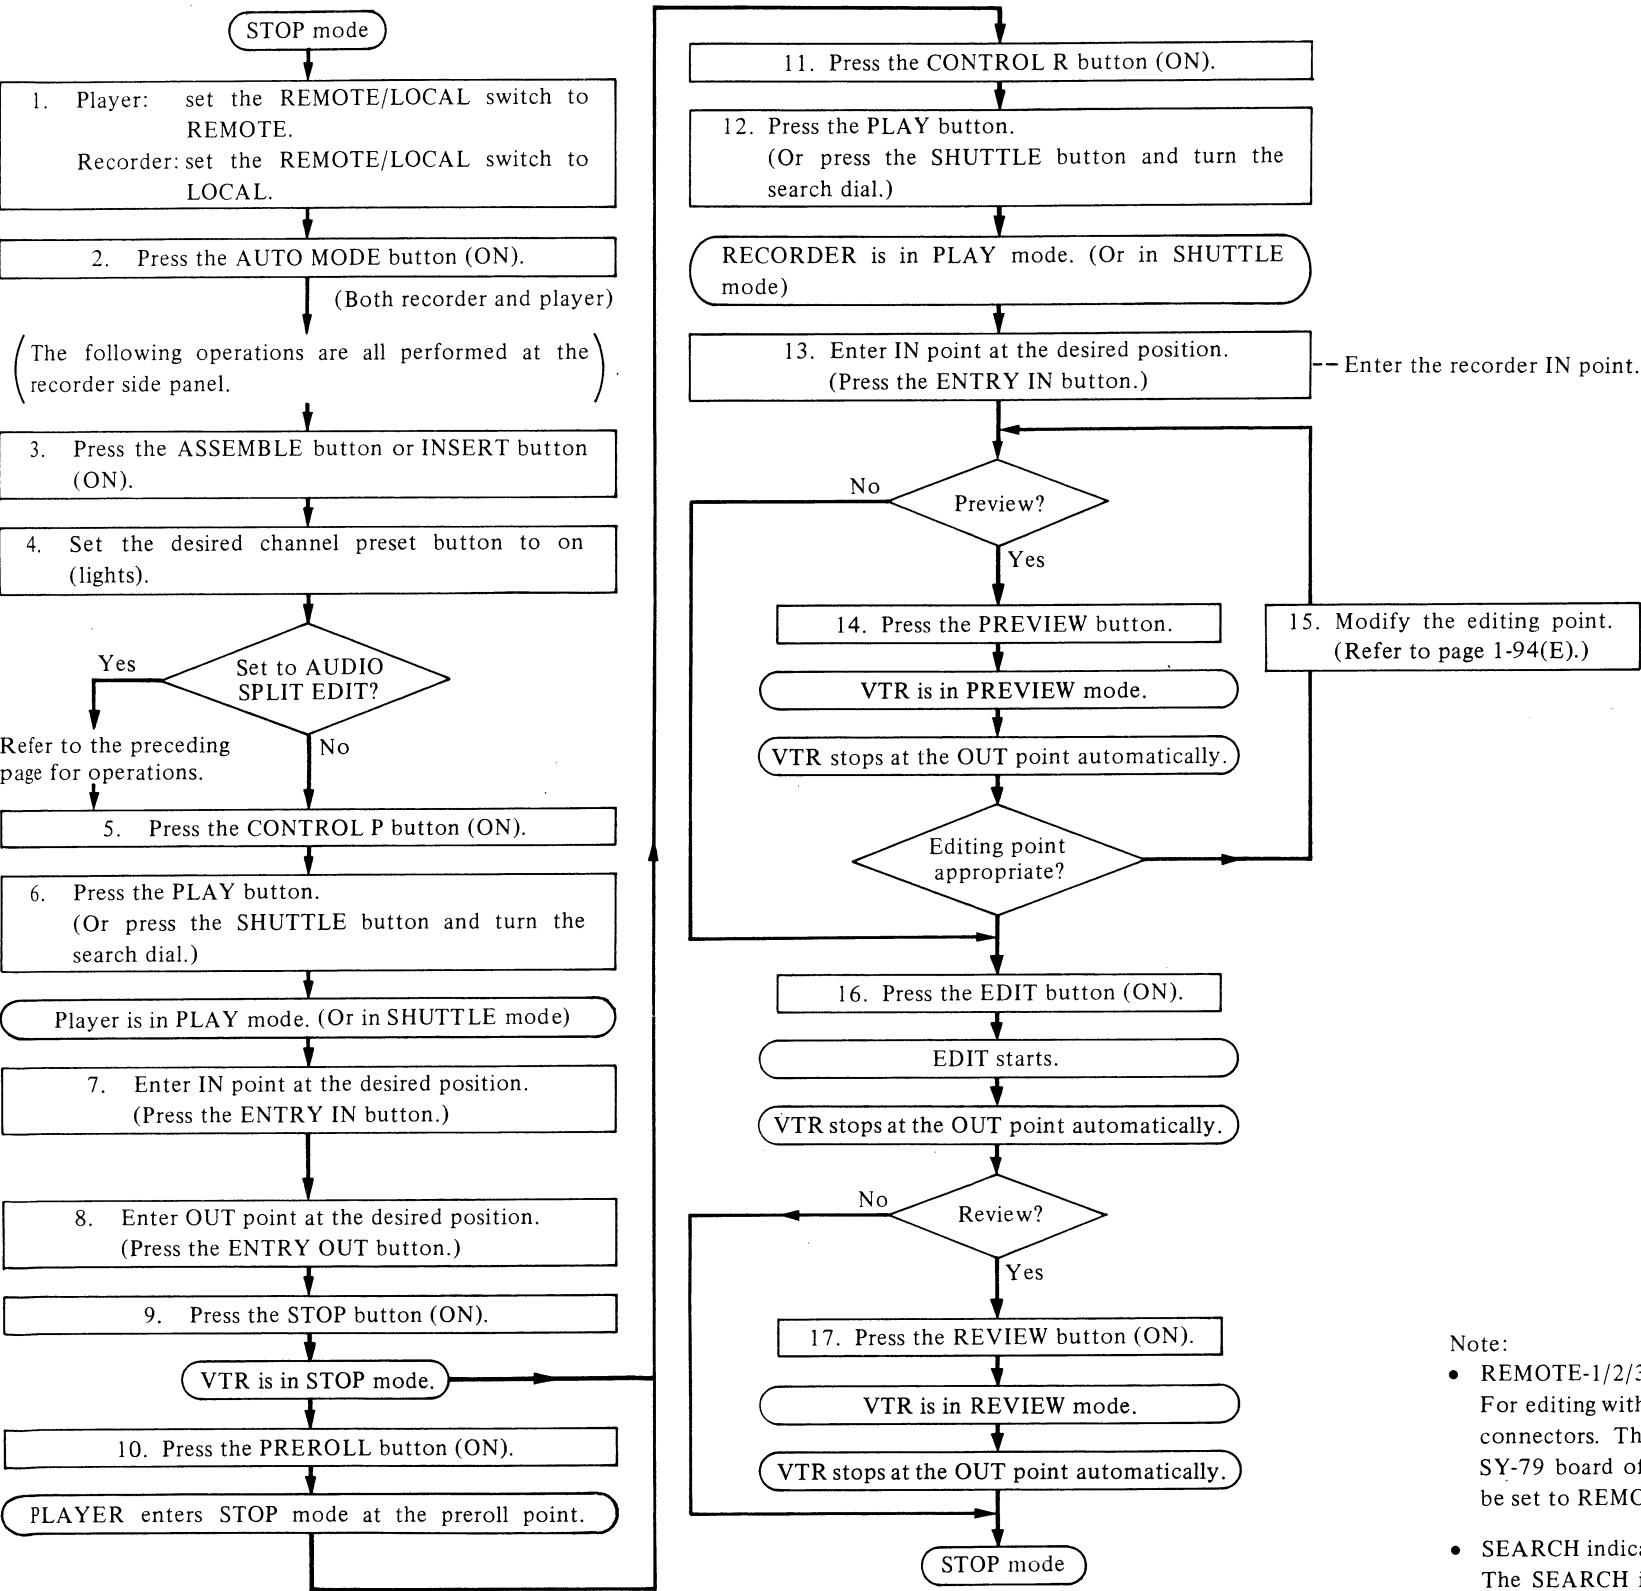 STOP mode
1. Player: set the REMOTE/LOCAL switch to
REMOTE.
Recorder: set the REMOTE/LOCAL switch to
LOCAL.
2. Press the AUTO MODE button (ON).
(Both recorder and player)
(The following operations are all performed at the
recorder side panel.)
3. Press the ASSEMBLE button or INSERT button
(ON).
4. Set the desired channel preset button to on
(lights).
Yes
Set to AUDIO
SPLIT EDIT?
Refer to the preceding
page for operations.
No
5. Press the CONTROL P button (ON).
6. Press the PLAY button.
(Or press the SHUTTLE button and turn the
search dial.)
Player is in PLAY mode. (Or in SHUTTLE mode)
7. Enter IN point at the desired position.
(Press the ENTRY IN button.)
8. Enter OUT point at the desired position.
(Press the ENTRY OUT button.)
9. Press the STOP button (ON).
VTR is in STOP mode.
10. Press the PREROLL button (ON).
PLAYER enters STOP mode at the preroll point.
11. Press the CONTROL R button (ON).
12. Press the PLAY button.
(Or press the SHUTTLE button and turn the
search dial.)
RECORDER is in PLAY mode. (Or in SHUTTLE
mode)
13. Enter IN point at the desired position.
(Press the ENTRY IN button.)
-- Enter the recorder IN point.
No
Preview?
Yes
14. Press the PREVIEW button.
15. Modify the editing point.
(Refer to page 1-94(E).)
VTR is in PREVIEW mode.
VTR stops at the OUT point automatically.
Editing point
appropriate?
16. Press the EDIT button (ON).
EDIT starts.
VTR stops at the OUT point automatically.
No
Review?
Yes
17. Press the REVIEW button (ON).
VTR is in REVIEW mode.
VTR stops at the OUT point automatically.
STOP mode
Note:
• REMOTE-1/2/3
For editing with
connectors. Th
SY-79 board of
be set to REMO
• SEARCH indica
The SEARCH i